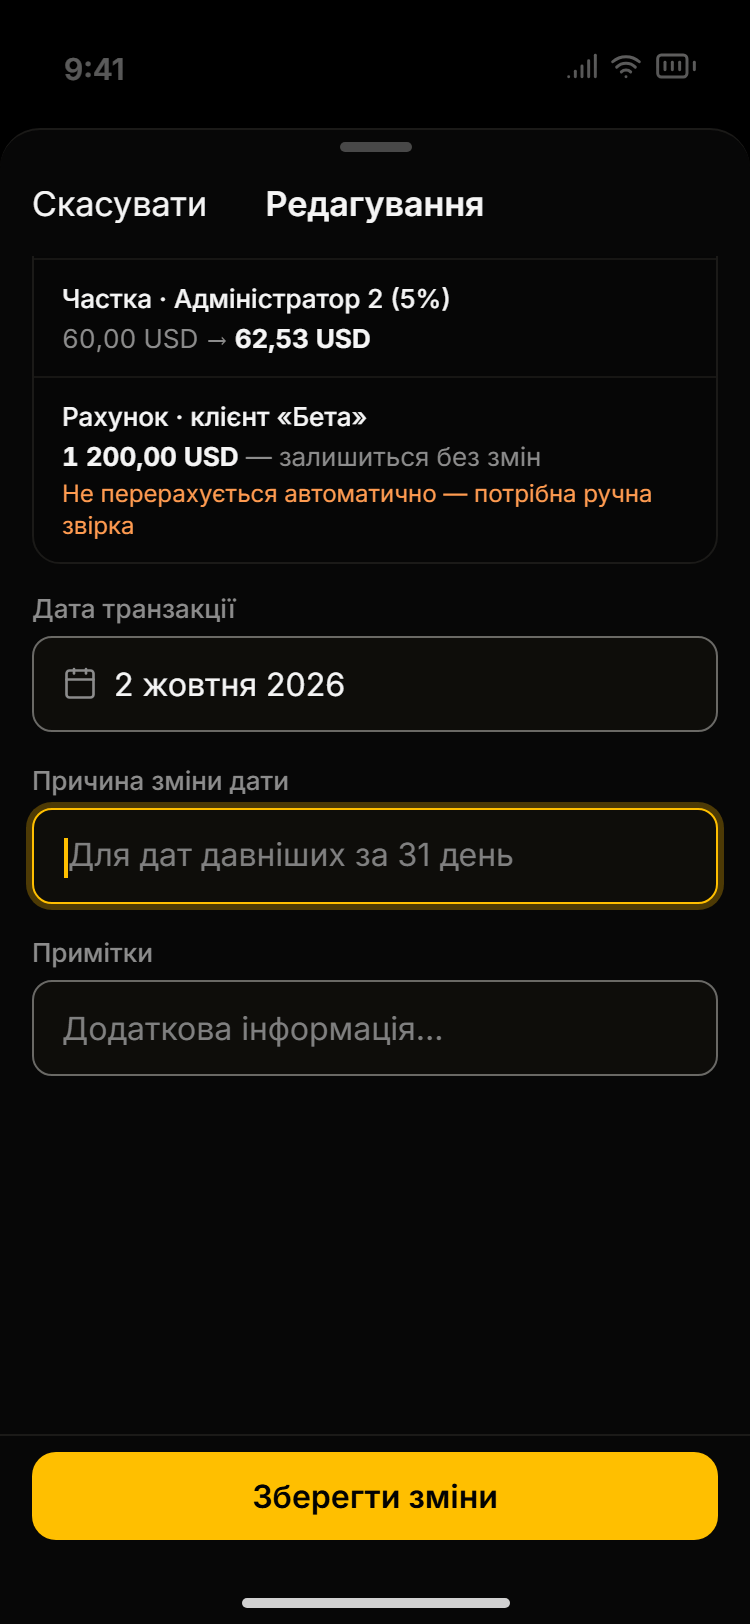 9:41
Скасувати Редагування
Частка · Адміністратор 2 (5%)
60,00 USD → 62,53 USD
Рахунок · клієнт «Бета»
1 200,00 USD — залишиться без змін
Не перерахується автоматично — потрібна ручна
звірка
Дата транзакції
2 жовтня 2026
Причина зміни дати
Для дат давніших за 31 день
Примітки
Додаткова інформація...
Зберегти зміни